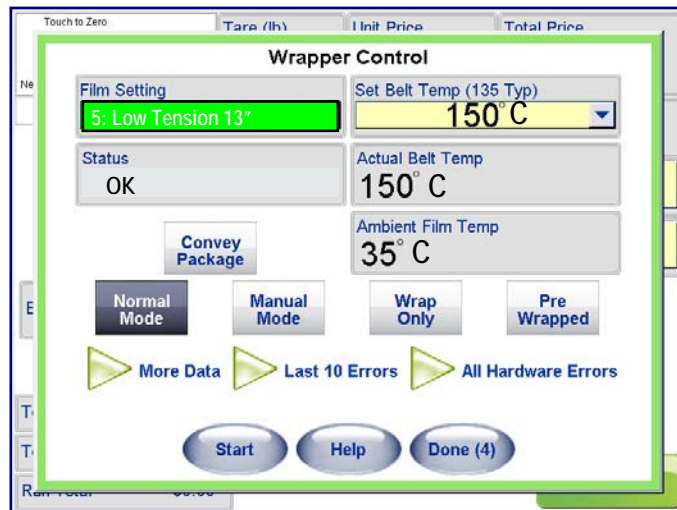 Touch to Zero
Tare (lb)
Unit Price
Total Price
Wrapper Control
Ne
Film Setting
Set Belt Temp (135 Typ)
5: Low Tension 13"
150° C
Status
Actual Belt Temp
OK
150° C
Ambient Film Temp
35° C
Convey
Package
E
Normal
Mode
Manual
Mode
Wrap
Only
Pre
Wrapped
More Data
Last 10 Errors
All Hardware Errors
T
Start
Help
Done (4)
T